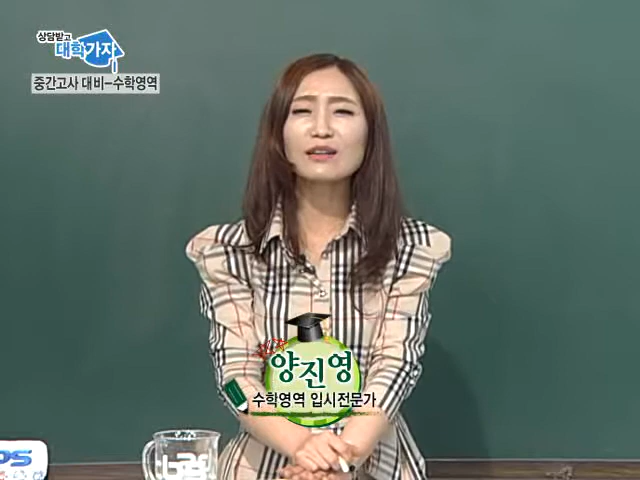 상담받고
대학가자
중간고사 대비-수학영역
양진영
수학영역 입시전문가